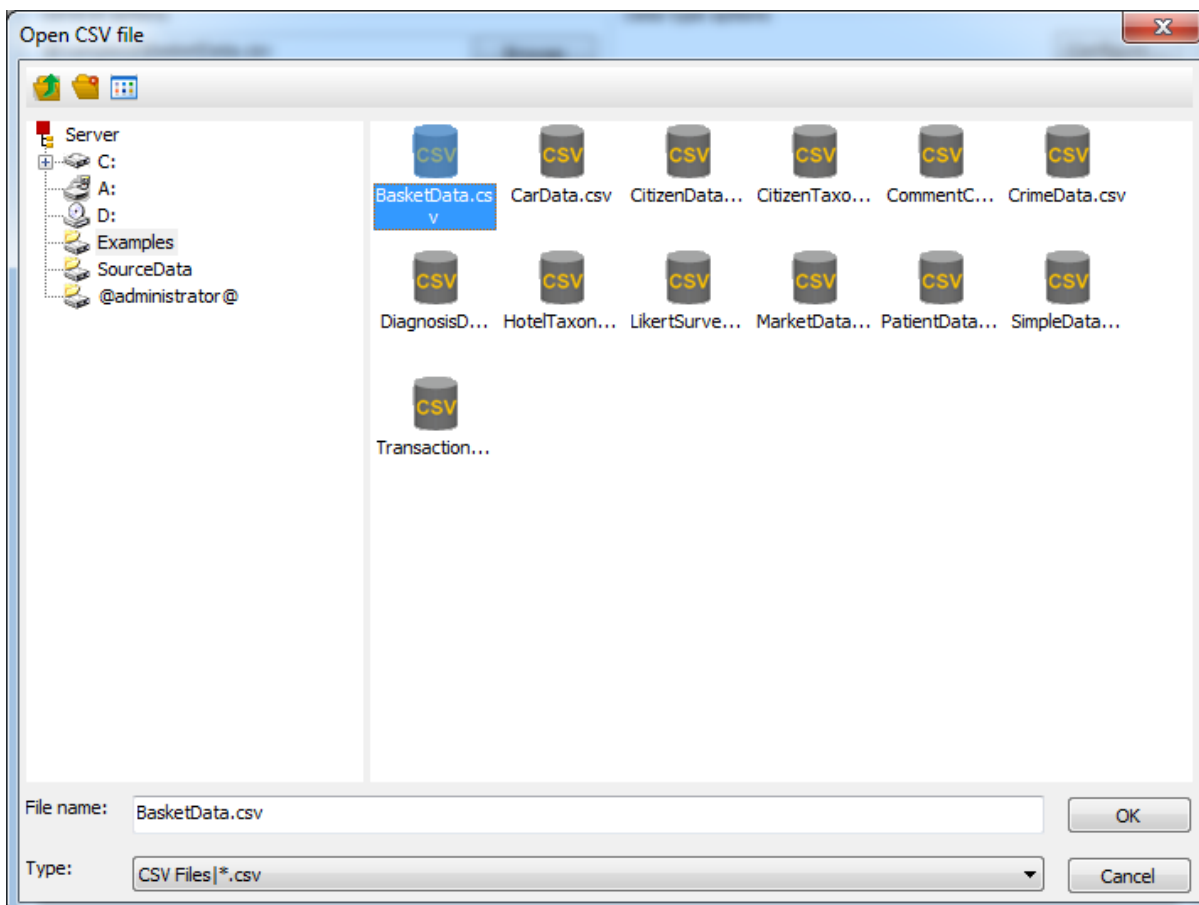 Open CSV file
X
Server
C:
A:
D:
Examples
SourceData
@administrator@
CSV CSV CSV CSV CSV CSV
BasketData.cs CarData.csv CitizenData... CitizenTaxo... CommentC... CrimeData.csv
v
CSV CSV CSV CSV CSV CSV
DiagnosisD... HotelTaxon... LikertSurve... MarketData... PatientData... SimpleData...
CSV
Transaction...
File name: BasketData.csv OK
Type: CSV Files|*.csv Cancel